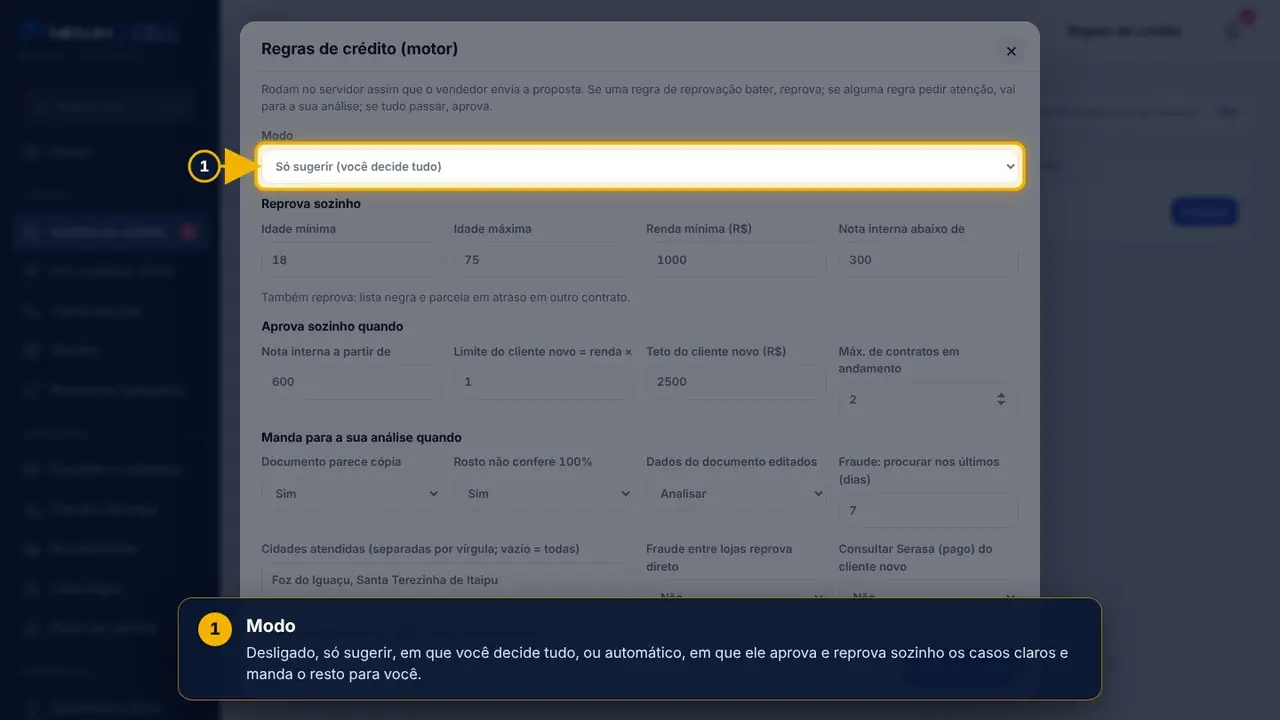 Regras de crédito (motor)
Rodam no servidor assim que o vendedor envia a proposta. Se uma regra de reprovação bater, reprova; se alguma regra pedir atenção, vai
para a sua análise; se tudo passar, aprova.
Modo
1
Só sugerir (você decide tudo)
Reprova sozinho
Idade mínima
Idade máxima
Renda mínima (R$)
Nota interna abaixo de
18
75
1000
300
Também reprova: lista negra e parcela em atraso em outro contrato.
Aprova sozinho quando
Nota interna a partir de
Limite do cliente novo = renda ×
Teto do cliente novo (R$)
Máx. de contratos em
andamento
600
1
2500
2
Manda para a sua análise quando
Documento parece cópia
Rosto não confere 100%
Dados do documento editados
Fraude: procurar nos últimos
(dias)
Sim
Sim
Analisar
7
Cidades atendidas (separadas por vírgula; vazio = todas)
Fraude entre lojas reprova
direto
Consultar Serasa (pago) do
cliente novo
Foz do Iguaçu, Santa Terezinha de Itaipu
Não
Não
1
Modo
Desligado, só sugerir, em que você decide tudo, ou automático, em que ele aprova e reprova sozinho os casos claros e
manda o resto para você.